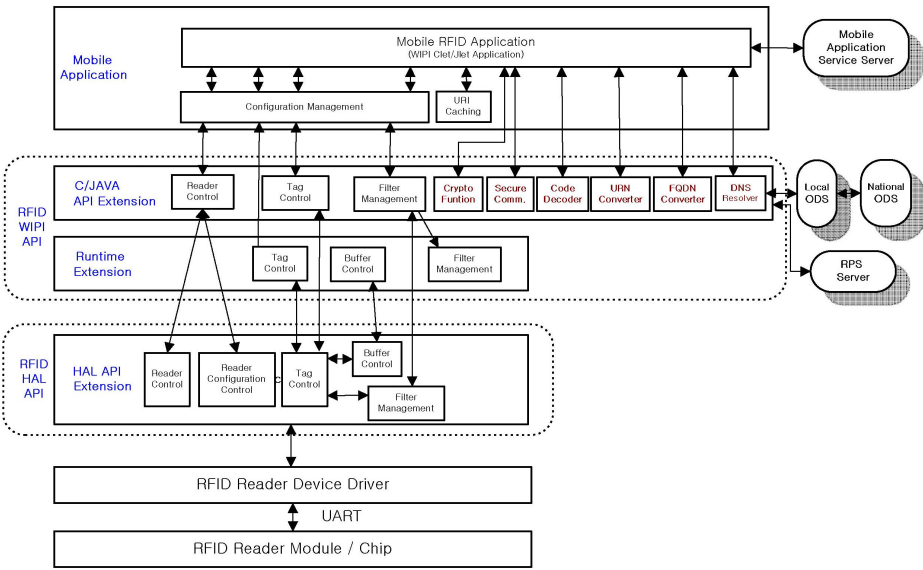 Mobile
Application
Mobile RFID Application
(WIPI Clet/Jlet Application)
Configuration Management
URI
Caching
Mobile
Application
Service Server
RFID
WIPI
API
C/JAVA
API Extension
Reader
Control
Tag
Control
Filter
Management
Crypto
Funtion
Secure
Comm.
Code
Decoder
URN
Converter
FQDN
Converter
DNS
Resolver
Local
ODS
National
ODS
Runtime
Extension
Tag
Control
Buffer
Control
Filter
Management
RPS
Server
RFID
HAL
API
HAL API
Extension
Reader
Control
Reader
Configuration
Control
C
Tag
Control
Buffer
Control
Filter
Management
RFID Reader Device Driver
UART
RFID Reader Module / Chip